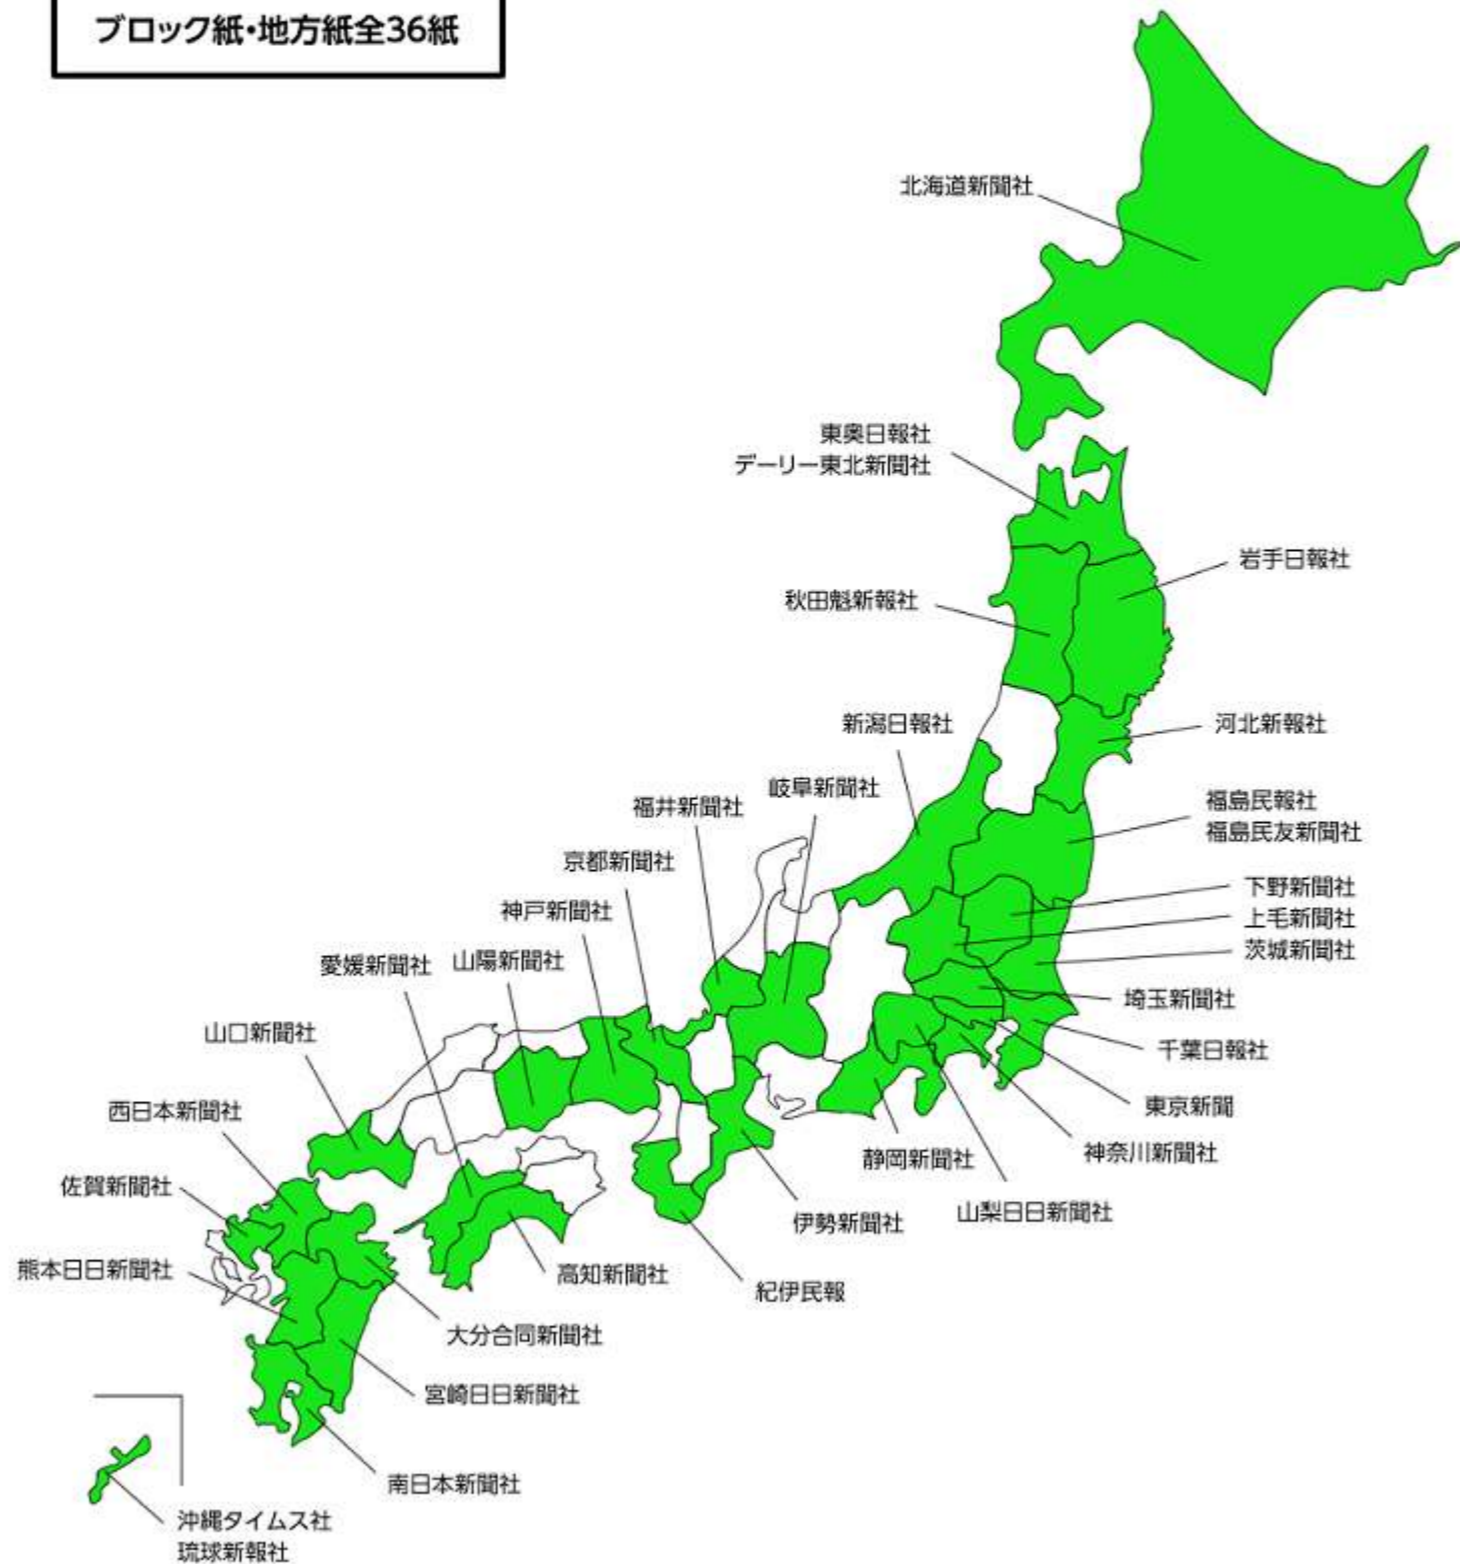 ブロック紙・地方紙全36紙
北海道新聞社
東奥日報社
デーリー東北新聞社
岩手日報社
秋田魁新報社
新潟日報社
河北新報社
岐阜新聞社
福井新聞社
福島民報社
福島民友新聞社
京都新聞社
下野新聞社
神戸新聞社
上毛新聞社
茨城新聞社
愛媛新聞社
山陽新聞社
埼玉新聞社
山口新聞社
千葉日報社
西日本新聞社
東京新聞
神奈川新聞社
静岡新聞社
佐賀新聞社
山梨日日新聞社
伊勢新聞社
熊本日日新聞社
高知新聞社
紀伊民報
大分合同新聞社
宮崎日日新聞社
南日本新聞社
沖縄タイムス社
琉球新報社